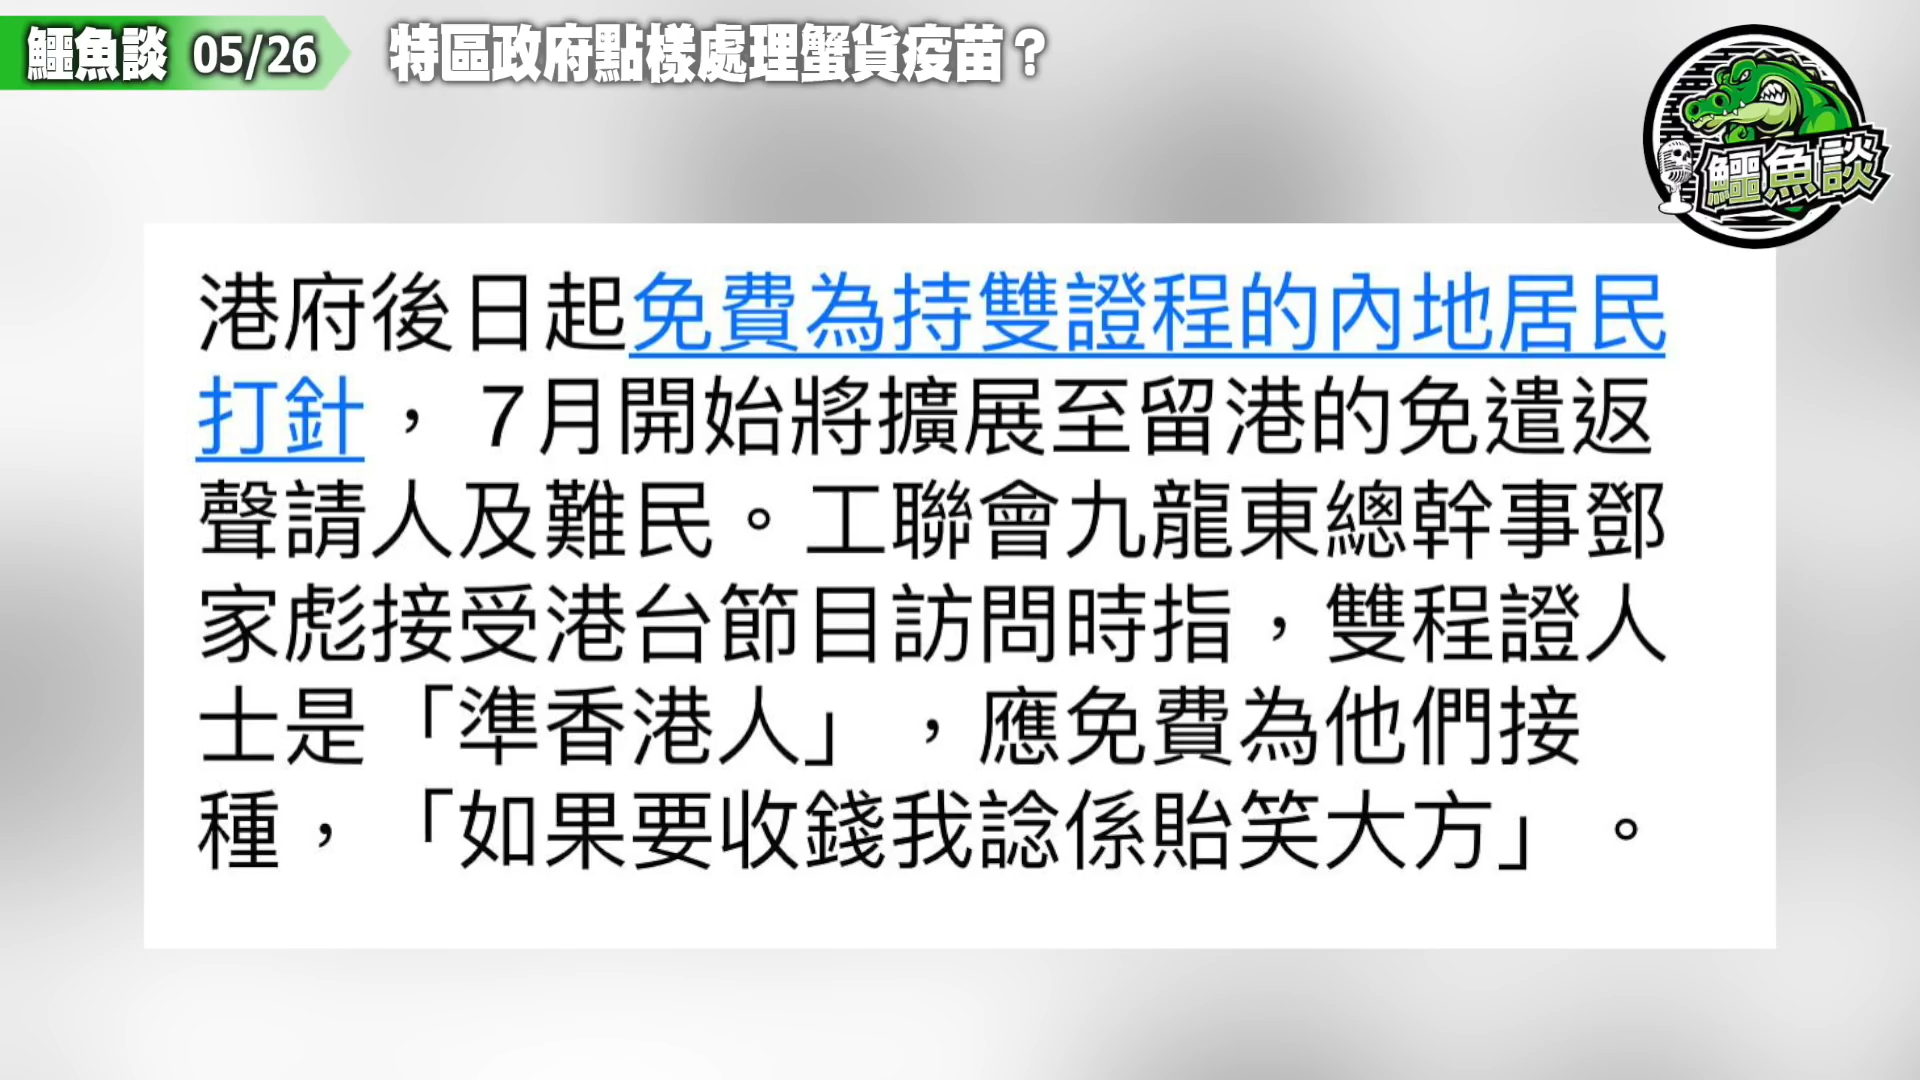 鱷魚談 05/26 特區政府點樣處理蟹貨疫苗？
鱷魚談
港府後日起免費為持雙證程的內地居民
打針，7月開始將擴展至留港的免遣返
聲請人及難民。工聯會九龍東總幹事鄧
家彪接受港台節目訪問時指，雙程證人
士是「準香港人」，應免費為他們接
種，「如果要收錢我諗係貽笑大方」。